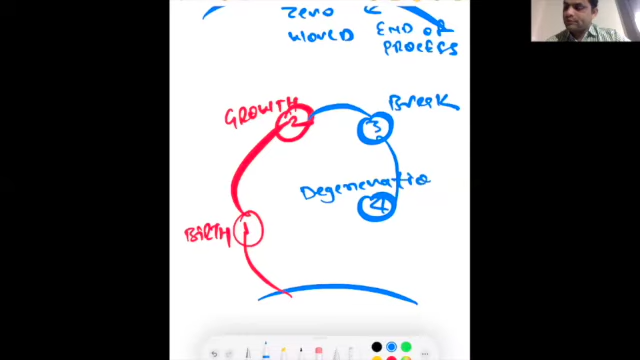 ZERO
WORLD
END OF
PROCESS
GROWTH
2
Break
3
Degeneratio
4
BIRTH
1